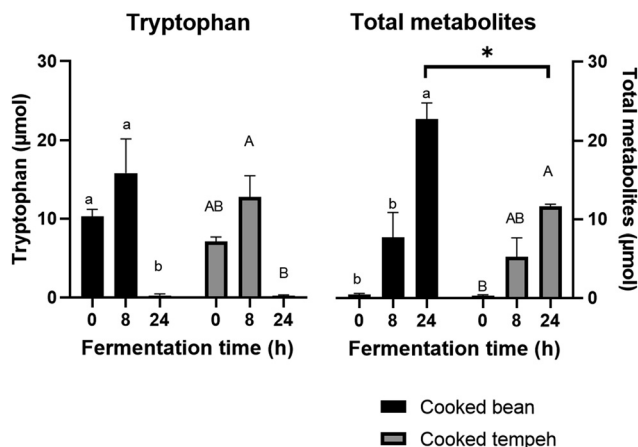 Tryptophan
Total metabolites
*
30
20
10
0
Tryptophan (µmol)
a
a
b
AB
A
B
0 8 24 0 8 24
Fermentation time (h)
b
b
a
B
AB
A
0 8 24 0 8 24
Fermentation time (h)
30
20
10
0
Total metabolites (µmol)
Cooked bean
Cooked tempeh